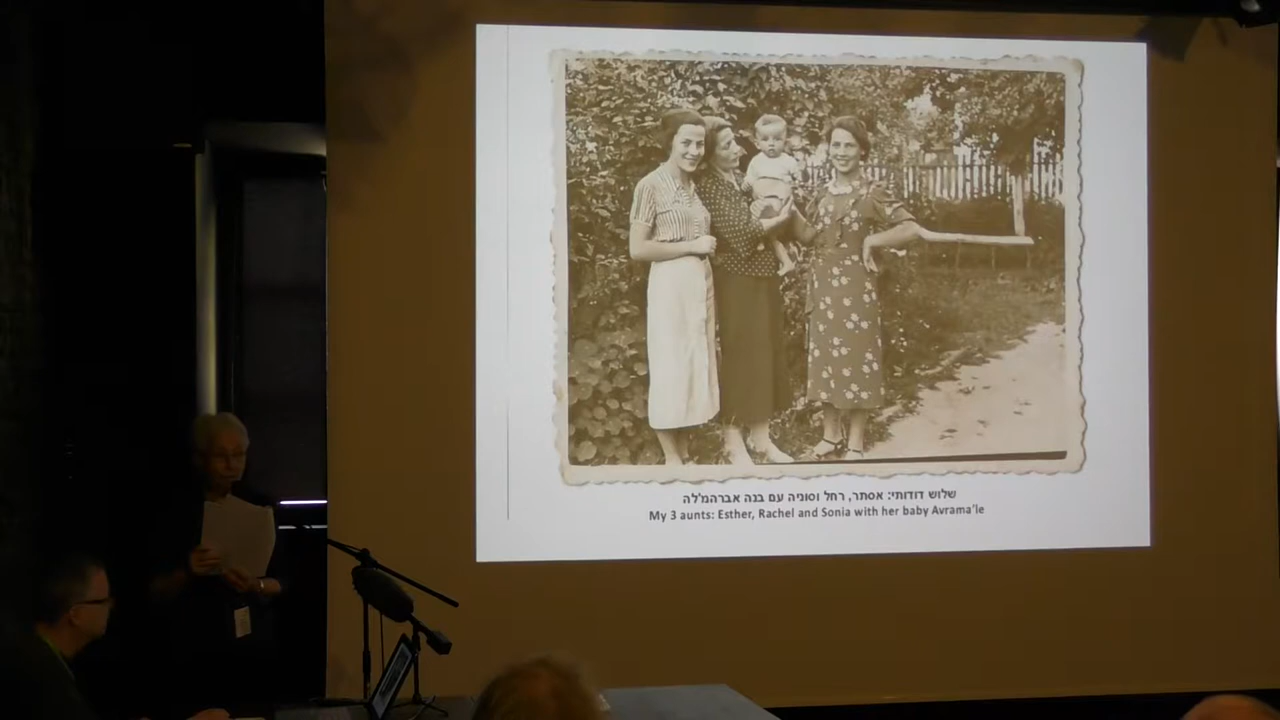 שלוש דודותי: אסתר, רחל וסוניה עם בנה אברהמ'לה
My 3 aunts: Esther, Rachel and Sonia with her baby Avrama'le